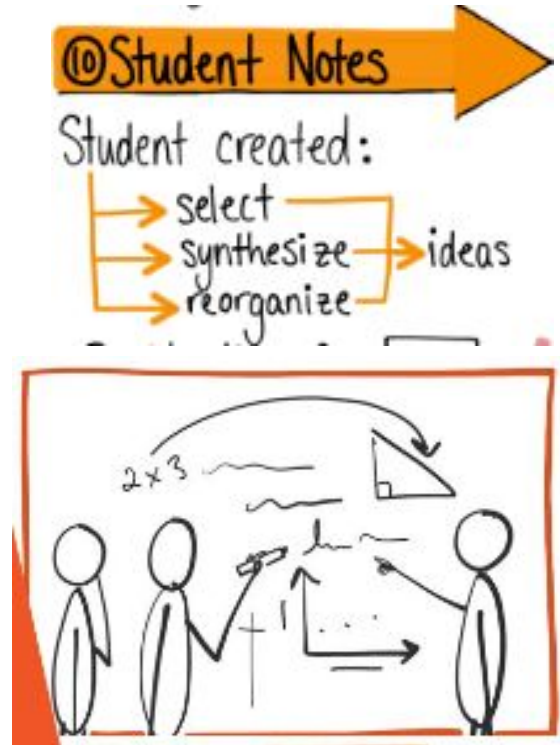 ⑩Student Notes
Student created:
select
synthesize ideas
reorganize
2x3